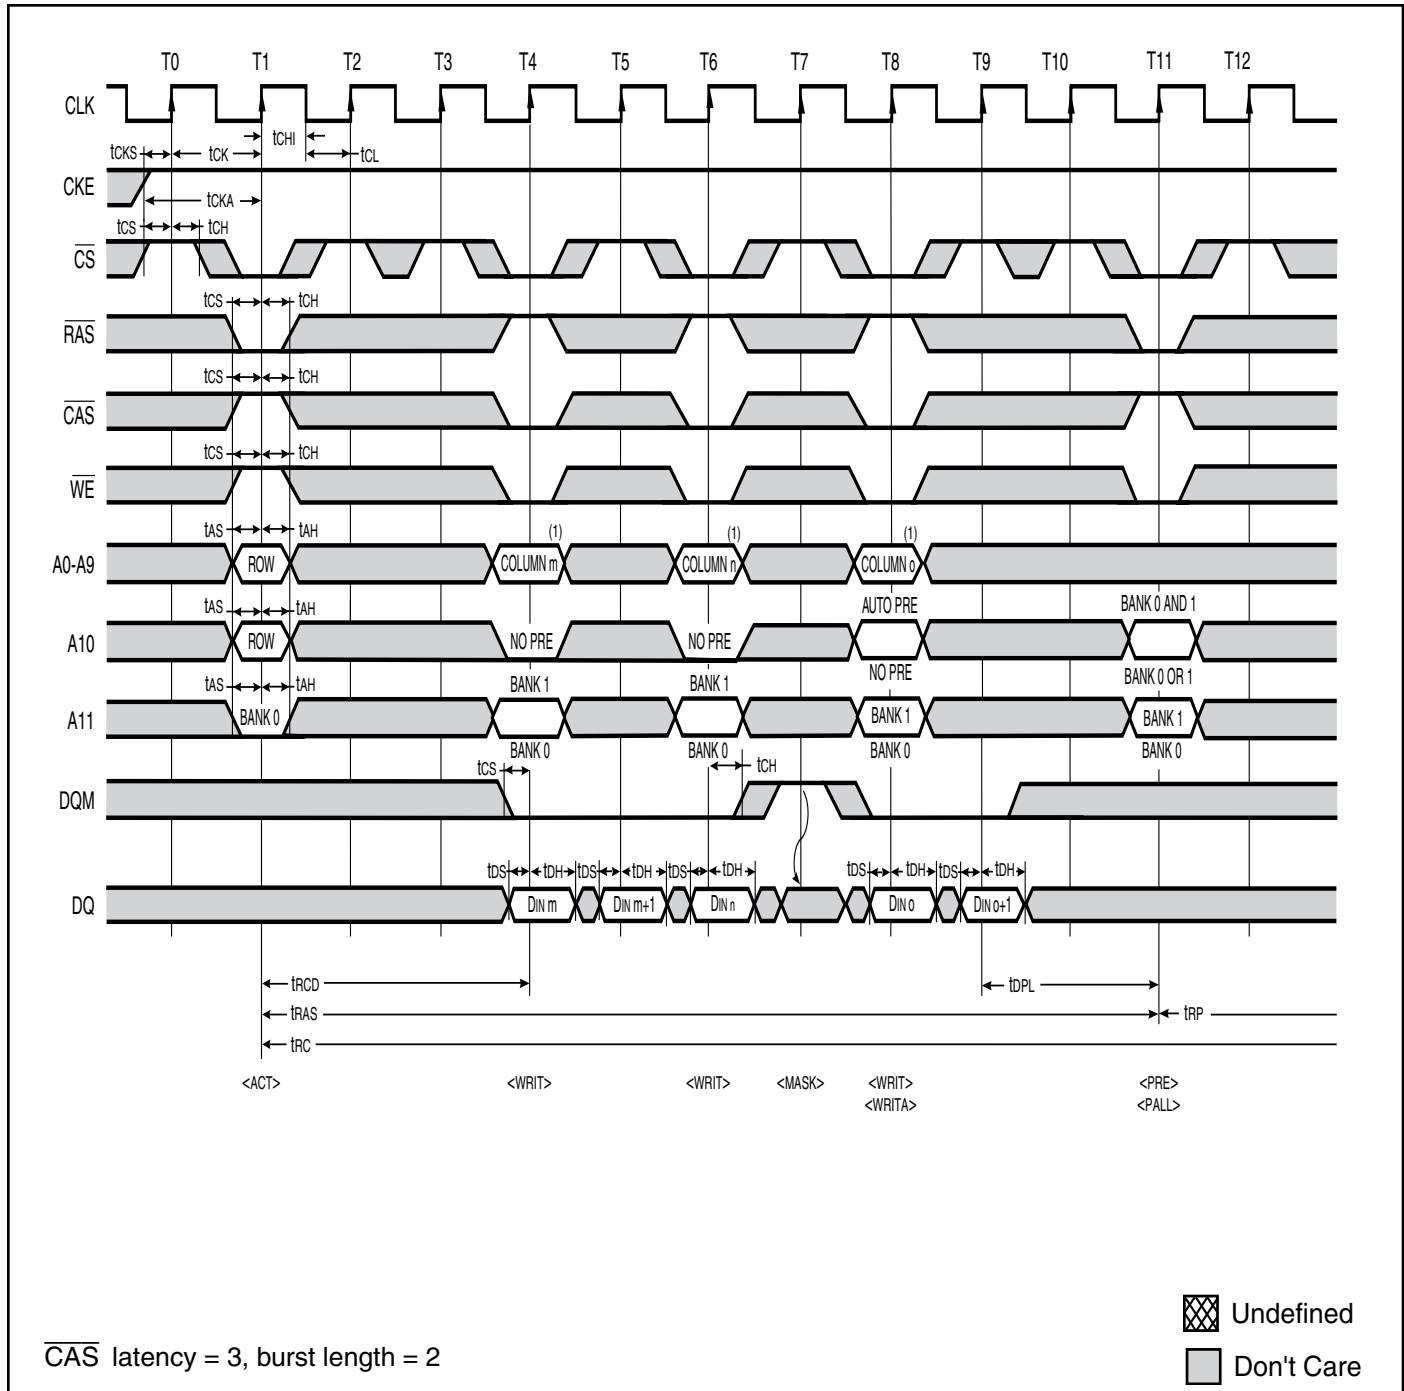 T0 T1 T2 T3 T4 T5 T6 T7 T8 T9 T10 T11 T12
CLK
tCHI
tCKS tCK tCL
CKE
tCKA
tCS tCH
CS
tCS tCH
RAS
tCS tCH
CAS
tCS tCH
WE
tAS tAH (1) (1) (1)
A0-A9 ROW COLUMN m COLUMN n COLUMN o
tAS tAH AUTO PRE BANK 0 AND 1
A10 ROW NO PRE NO PRE
NO PRE BANK 0 OR 1
tAS tAH BANK 1 BANK 1
A11 BANK 0 BANK 1 BANK 1
BANK 0 BANK 0 BANK 0 BANK 0
tCS tCH
DQM
tDS tDH tDS tDH tDS tDH tDS tDH tDS tDH
DQ DIN m DIN m+1 DIN n DIN o DIN o+1
tRCD tDPL
tRAS tRP
tRC
<ACT> <WRIT> <WRIT> <MASK> <WRIT> <PRE>
<WRITA> <PALL>
Undefined
CAS latency = 3, burst length = 2
Don't Care